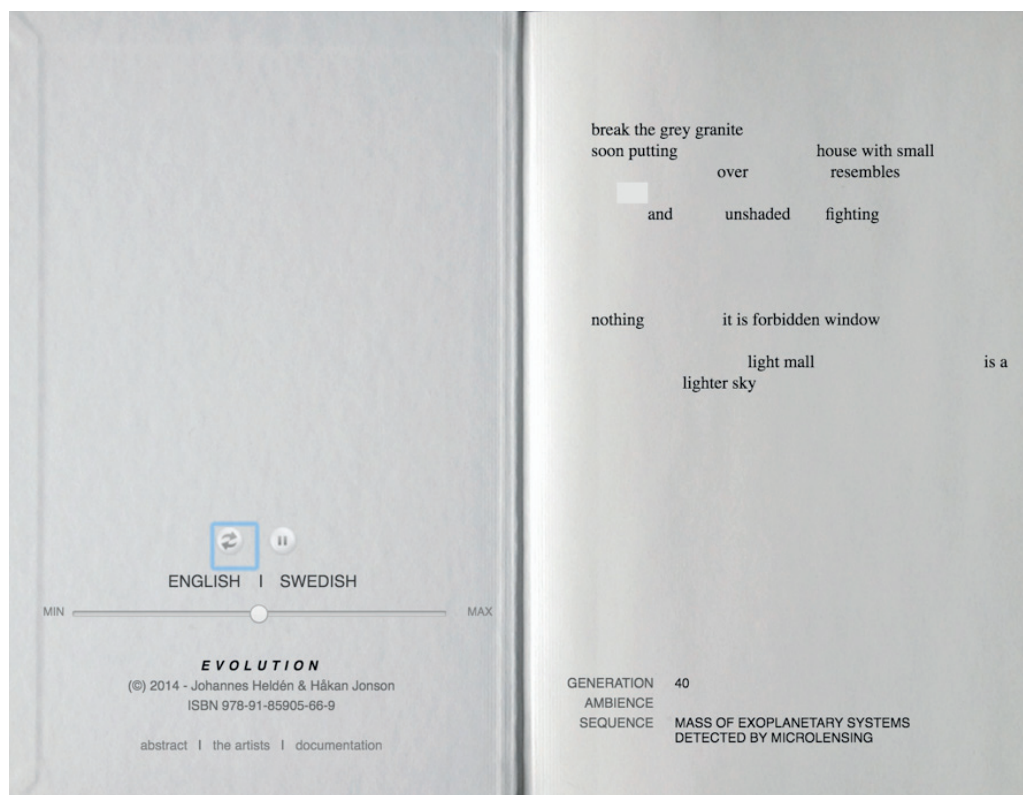 ENGLISH I SWEDISH
MIN MAX
EVOLUTION
(©) 2014 - Johannes Heldén & Håkan Jonson
ISBN 978-91-85905-66-9
abstract I the artists I documentation
break the grey granite
soon putting house with small
over resembles
and unshaded fighting
nothing it is forbidden window
light mall is a
lighter sky
GENERATION 40
AMBIENCE
SEQUENCE MASS OF EXOPLANETARY SYSTEMS
DETECTED BY MICROLENSING